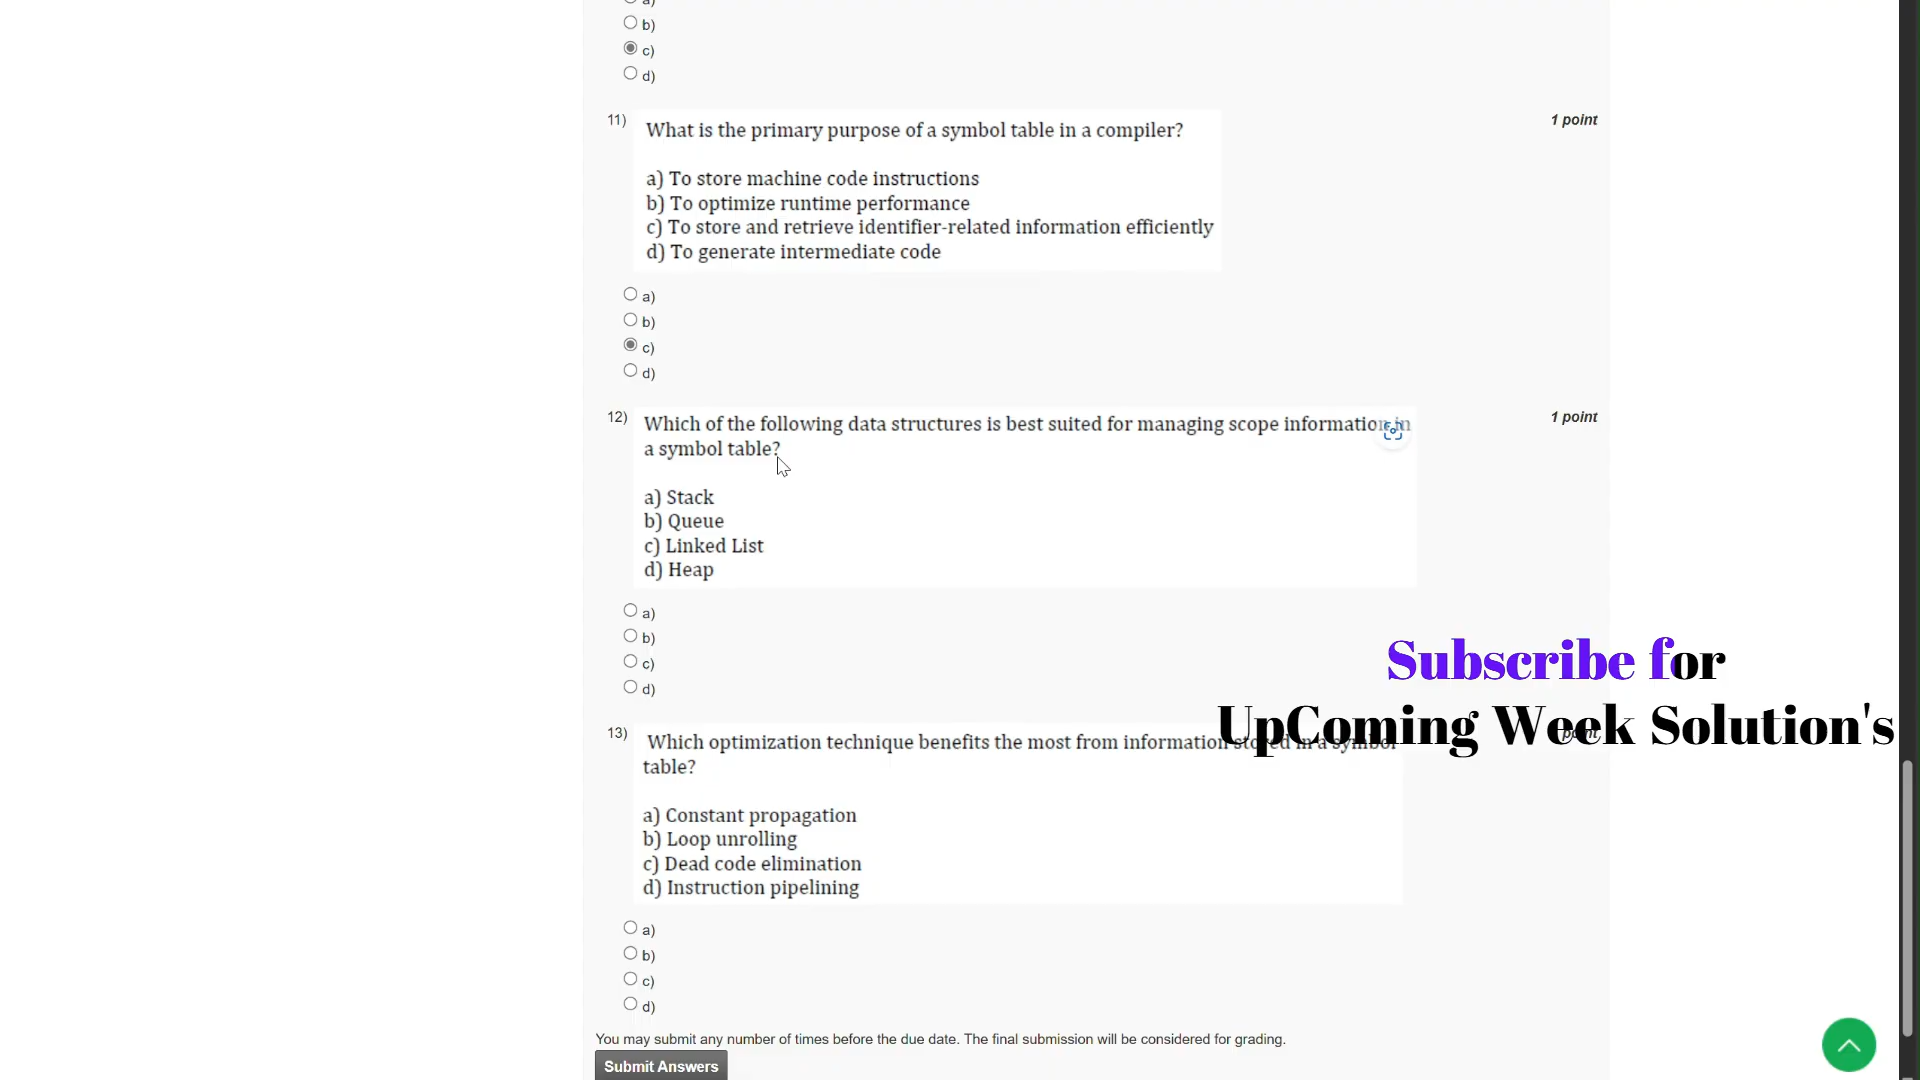 a)
b)
c)
d)
11)
1 point
What is the primary purpose of a symbol table in a compiler?
a) To store machine code instructions
b) To optimize runtime performance
c) To store and retrieve identifier-related information efficiently
d) To generate intermediate code
a)
b)
c)
d)
12)
1 point
Which of the following data structures is best suited for managing scope information in
a symbol table?
a) Stack
b) Queue
c) Linked List
d) Heap
a)
b)
c)
d)
Subscribe for
UpComing Week Solution's
13)
point
Which optimization technique benefits the most from information stored in a symbol
table?
a) Constant propagation
b) Loop unrolling
c) Dead code elimination
d) Instruction pipelining
a)
b)
c)
d)
You may submit any number of times before the due date. The final submission will be considered for grading.
Submit Answers